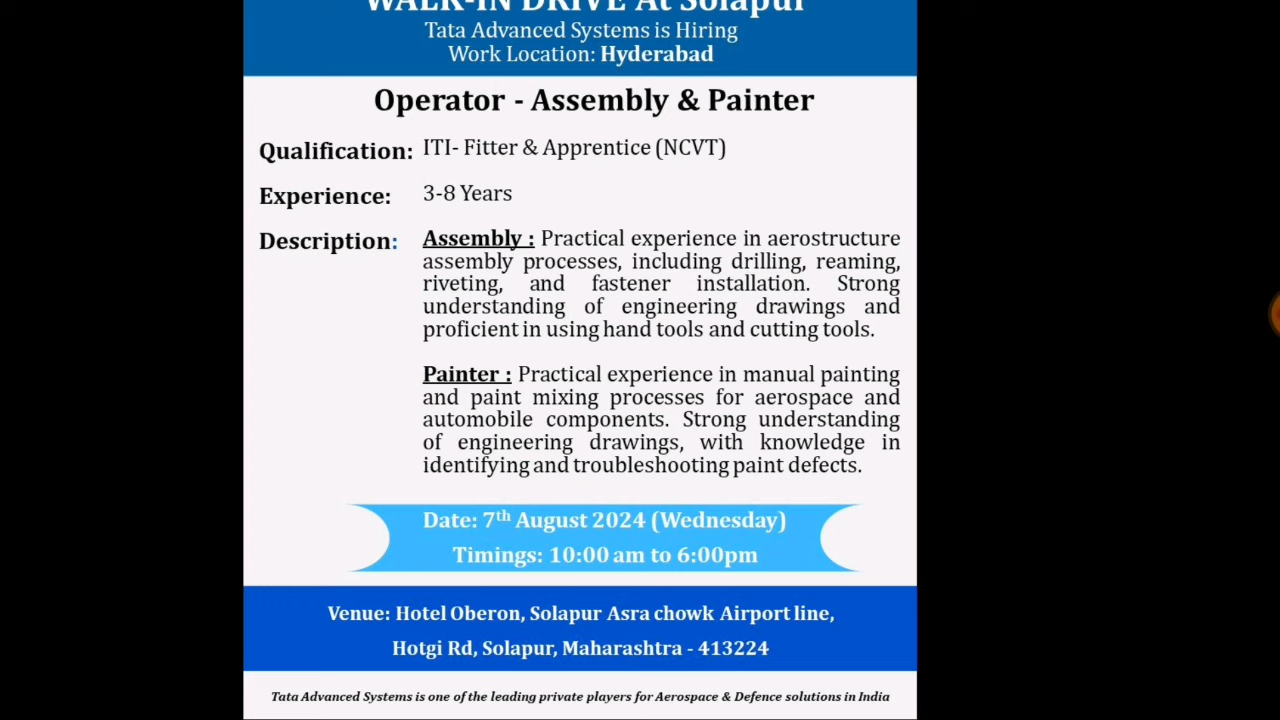 WALK-IN DRIVE At Solapur
Tata Advanced Systems is Hiring
Work Location: Hyderabad
Operator - Assembly & Painter
Qualification: ITI- Fitter & Apprentice (NCVT)
Experience: 3-8 Years
Description: Assembly : Practical experience in aerostructure
assembly processes, including drilling, reaming,
riveting, and fastener installation. Strong
understanding of engineering drawings and
proficient in using hand tools and cutting tools.
Painter : Practical experience in manual painting
and paint mixing processes for aerospace and
automobile components. Strong understanding
of engineering drawings, with knowledge in
identifying and troubleshooting paint defects.
Date: 7th August 2024 (Wednesday)
Timings: 10:00 am to 6:00pm
Venue: Hotel Oberon, Solapur Asra chowk Airport line,
Hotgi Rd, Solapur, Maharashtra - 413224
Tata Advanced Systems is one of the leading private players for Aerospace & Defence solutions in India